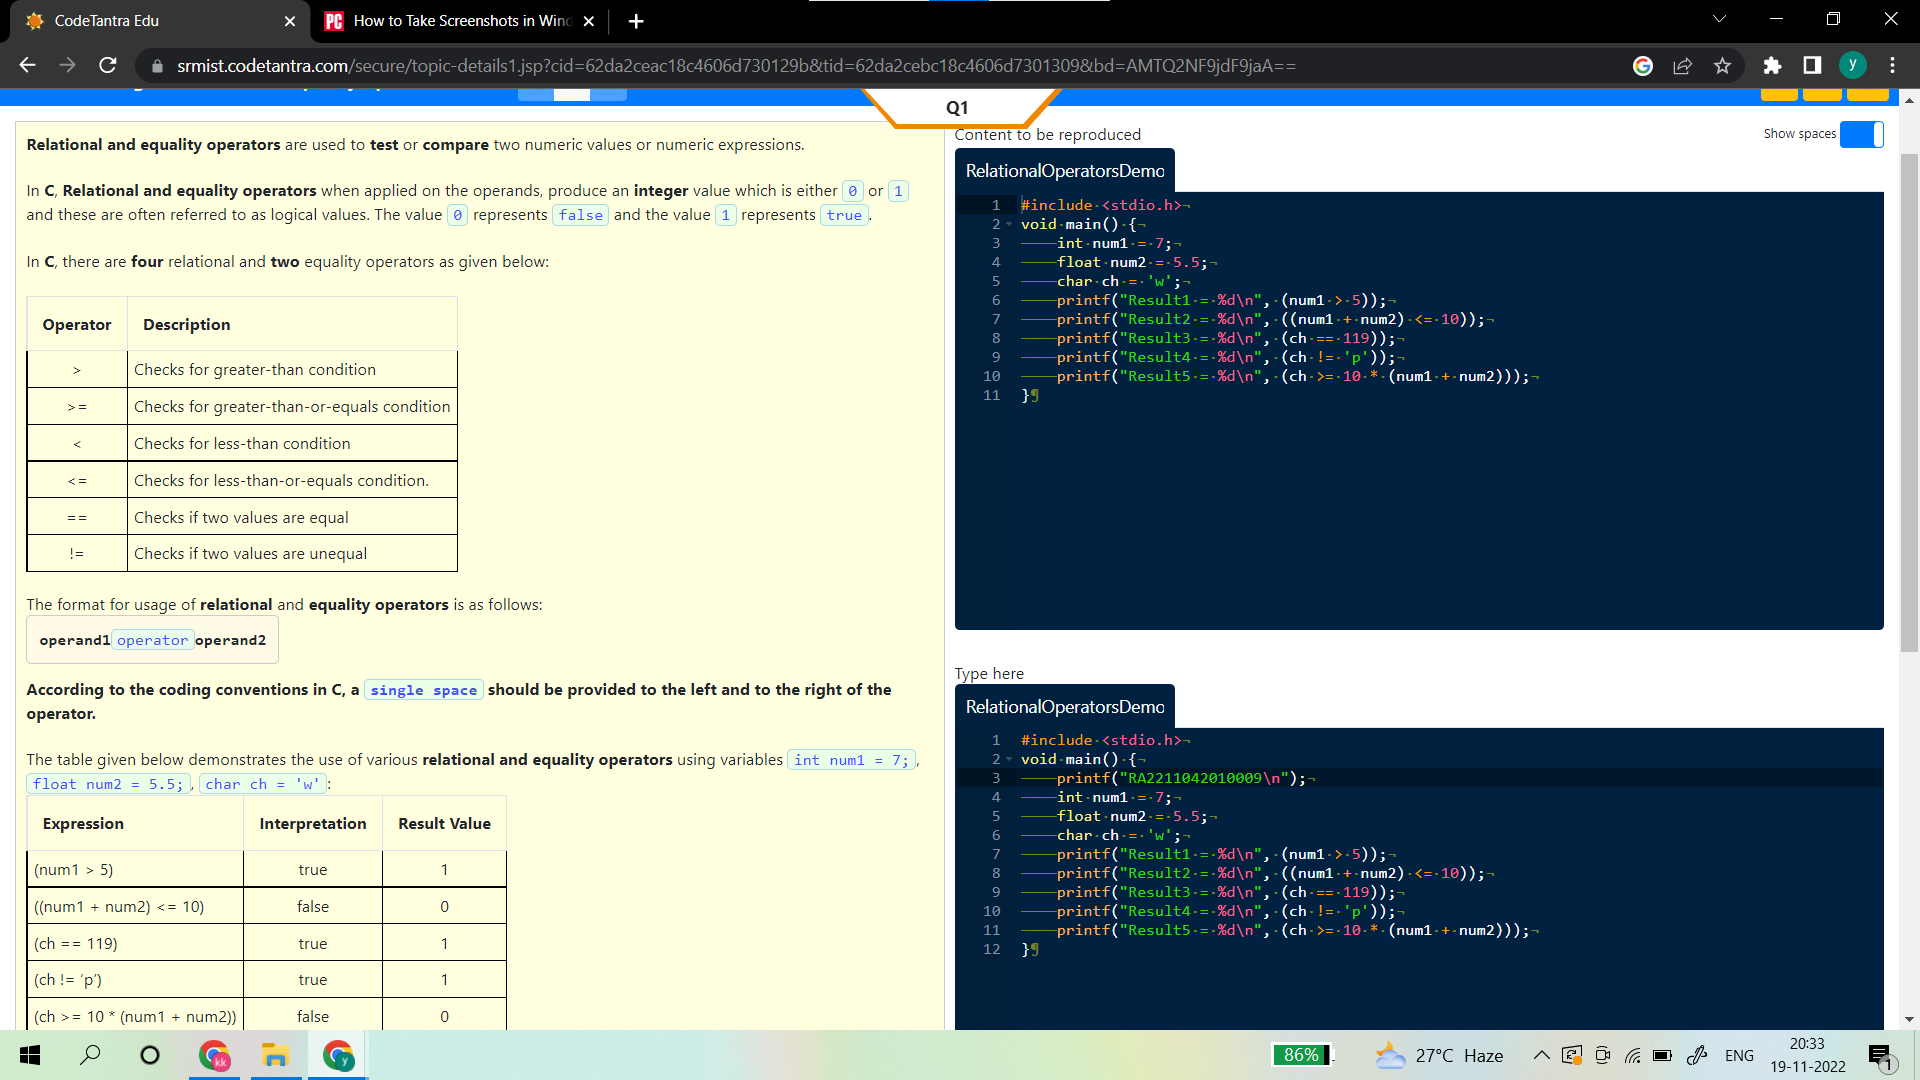 CodeTantra Edu
How to Take Screenshots in Wind
srmist.codetantra.com/secure/topic-details1.jsp?cid=62da2ceac18c4606d730129b&tid=62da2cebc18c4606d7301309&bd=AMTQ2NF9jdF9jaA==
y
Q1
Relational and equality operators are used to test or compare two numeric values or numeric expressions.
In C, Relational and equality operators when applied on the operands, produce an integer value which is either 0 or 1
and these are often referred to as logical values. The value 0 represents false and the value 1 represents true.
In C, there are four relational and two equality operators as given below:
Operator Description
> Checks for greater-than condition
>= Checks for greater-than-or-equals condition
< Checks for less-than condition
<= Checks for less-than-or-equals condition.
== Checks if two values are equal
!= Checks if two values are unequal
The format for usage of relational and equality operators is as follows:
operand1 operator operand2
According to the coding conventions in C, a single space should be provided to the left and to the right of the
operator.
The table given below demonstrates the use of various relational and equality operators using variables int num1 = 7; ,
float num2 = 5.5; , char ch = 'w' :
Expression Interpretation Result Value
(num1 > 5) true 1
((num1 + num2) <= 10) false 0
(ch == 119) true 1
(ch != 'p') true 1
(ch >= 10 * (num1 + num2)) false 0
Content to be reproduced
Show spaces
RelationalOperatorsDemo
1 #include·<stdio.h>¬
2 void·main()·{¬
3 int·num1·=·7;¬
4 float·num2·=·5.5;¬
5 char·ch·=·'w';¬
6 printf("Result1·=·%d\n",·(num1·>·5));¬
7 printf("Result2·=·%d\n",·((num1·+·num2)·<=·10));¬
8 printf("Result3·=·%d\n",·(ch·==·119));¬
9 printf("Result4·=·%d\n",·(ch·!=·'p'));¬
10 printf("Result5·=·%d\n",·(ch·>=·10·*·(num1·+·num2)));¬
11 }¶
Type here
RelationalOperatorsDemo
1 #include·<stdio.h>¬
2 void·main()·{¬
3 printf("RA2211042010009\n");¬
4 int·num1·=·7;¬
5 float·num2·=·5.5;¬
6 char·ch·=·'w';¬
7 printf("Result1·=·%d\n",·(num1·>·5));¬
8 printf("Result2·=·%d\n",·((num1·+·num2)·<=·10));¬
9 printf("Result3·=·%d\n",·(ch·==·119));¬
10 printf("Result4·=·%d\n",·(ch·!=·'p'));¬
11 printf("Result5·=·%d\n",·(ch·>=·10·*·(num1·+·num2)));¬
12 }¶
kk
y
86%
27°C Haze
ENG
20:33
19-11-2022
1